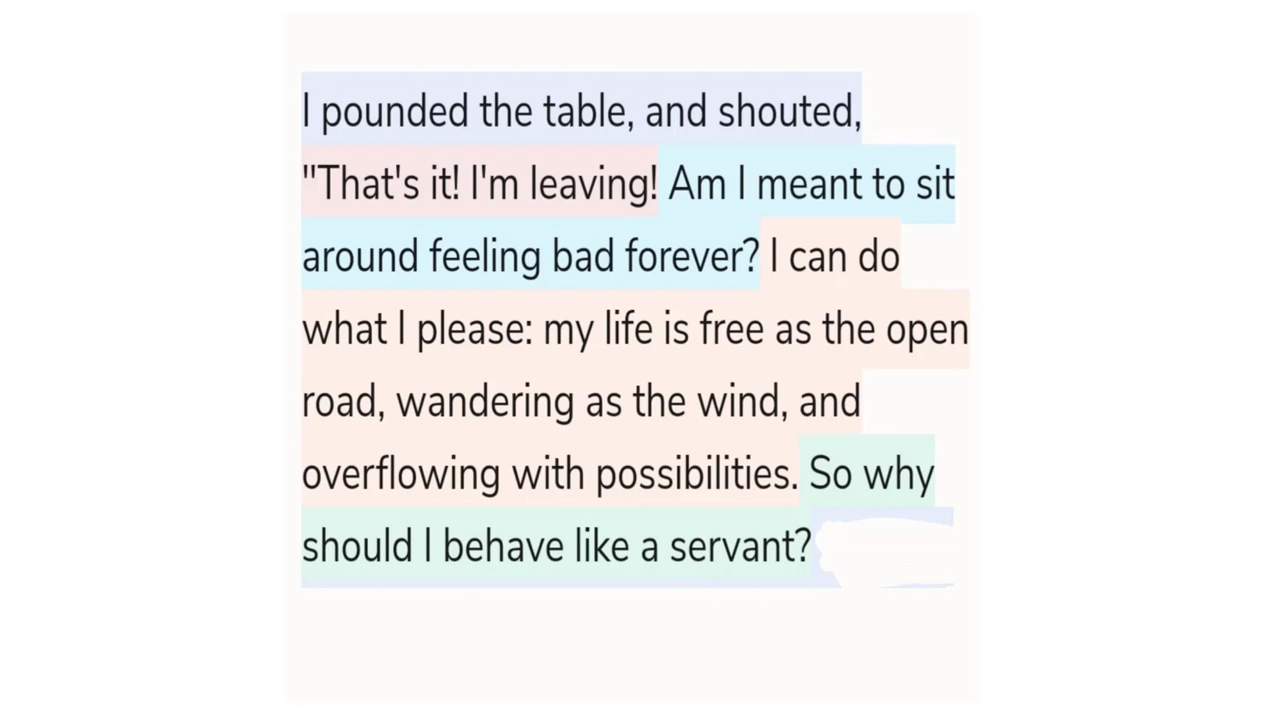 I pounded the table, and shouted,
"That's it! I'm leaving! Am I meant to sit
around feeling bad forever? I can do
what I please: my life is free as the open
road, wandering as the wind, and
overflowing with possibilities. So why
should I behave like a servant?